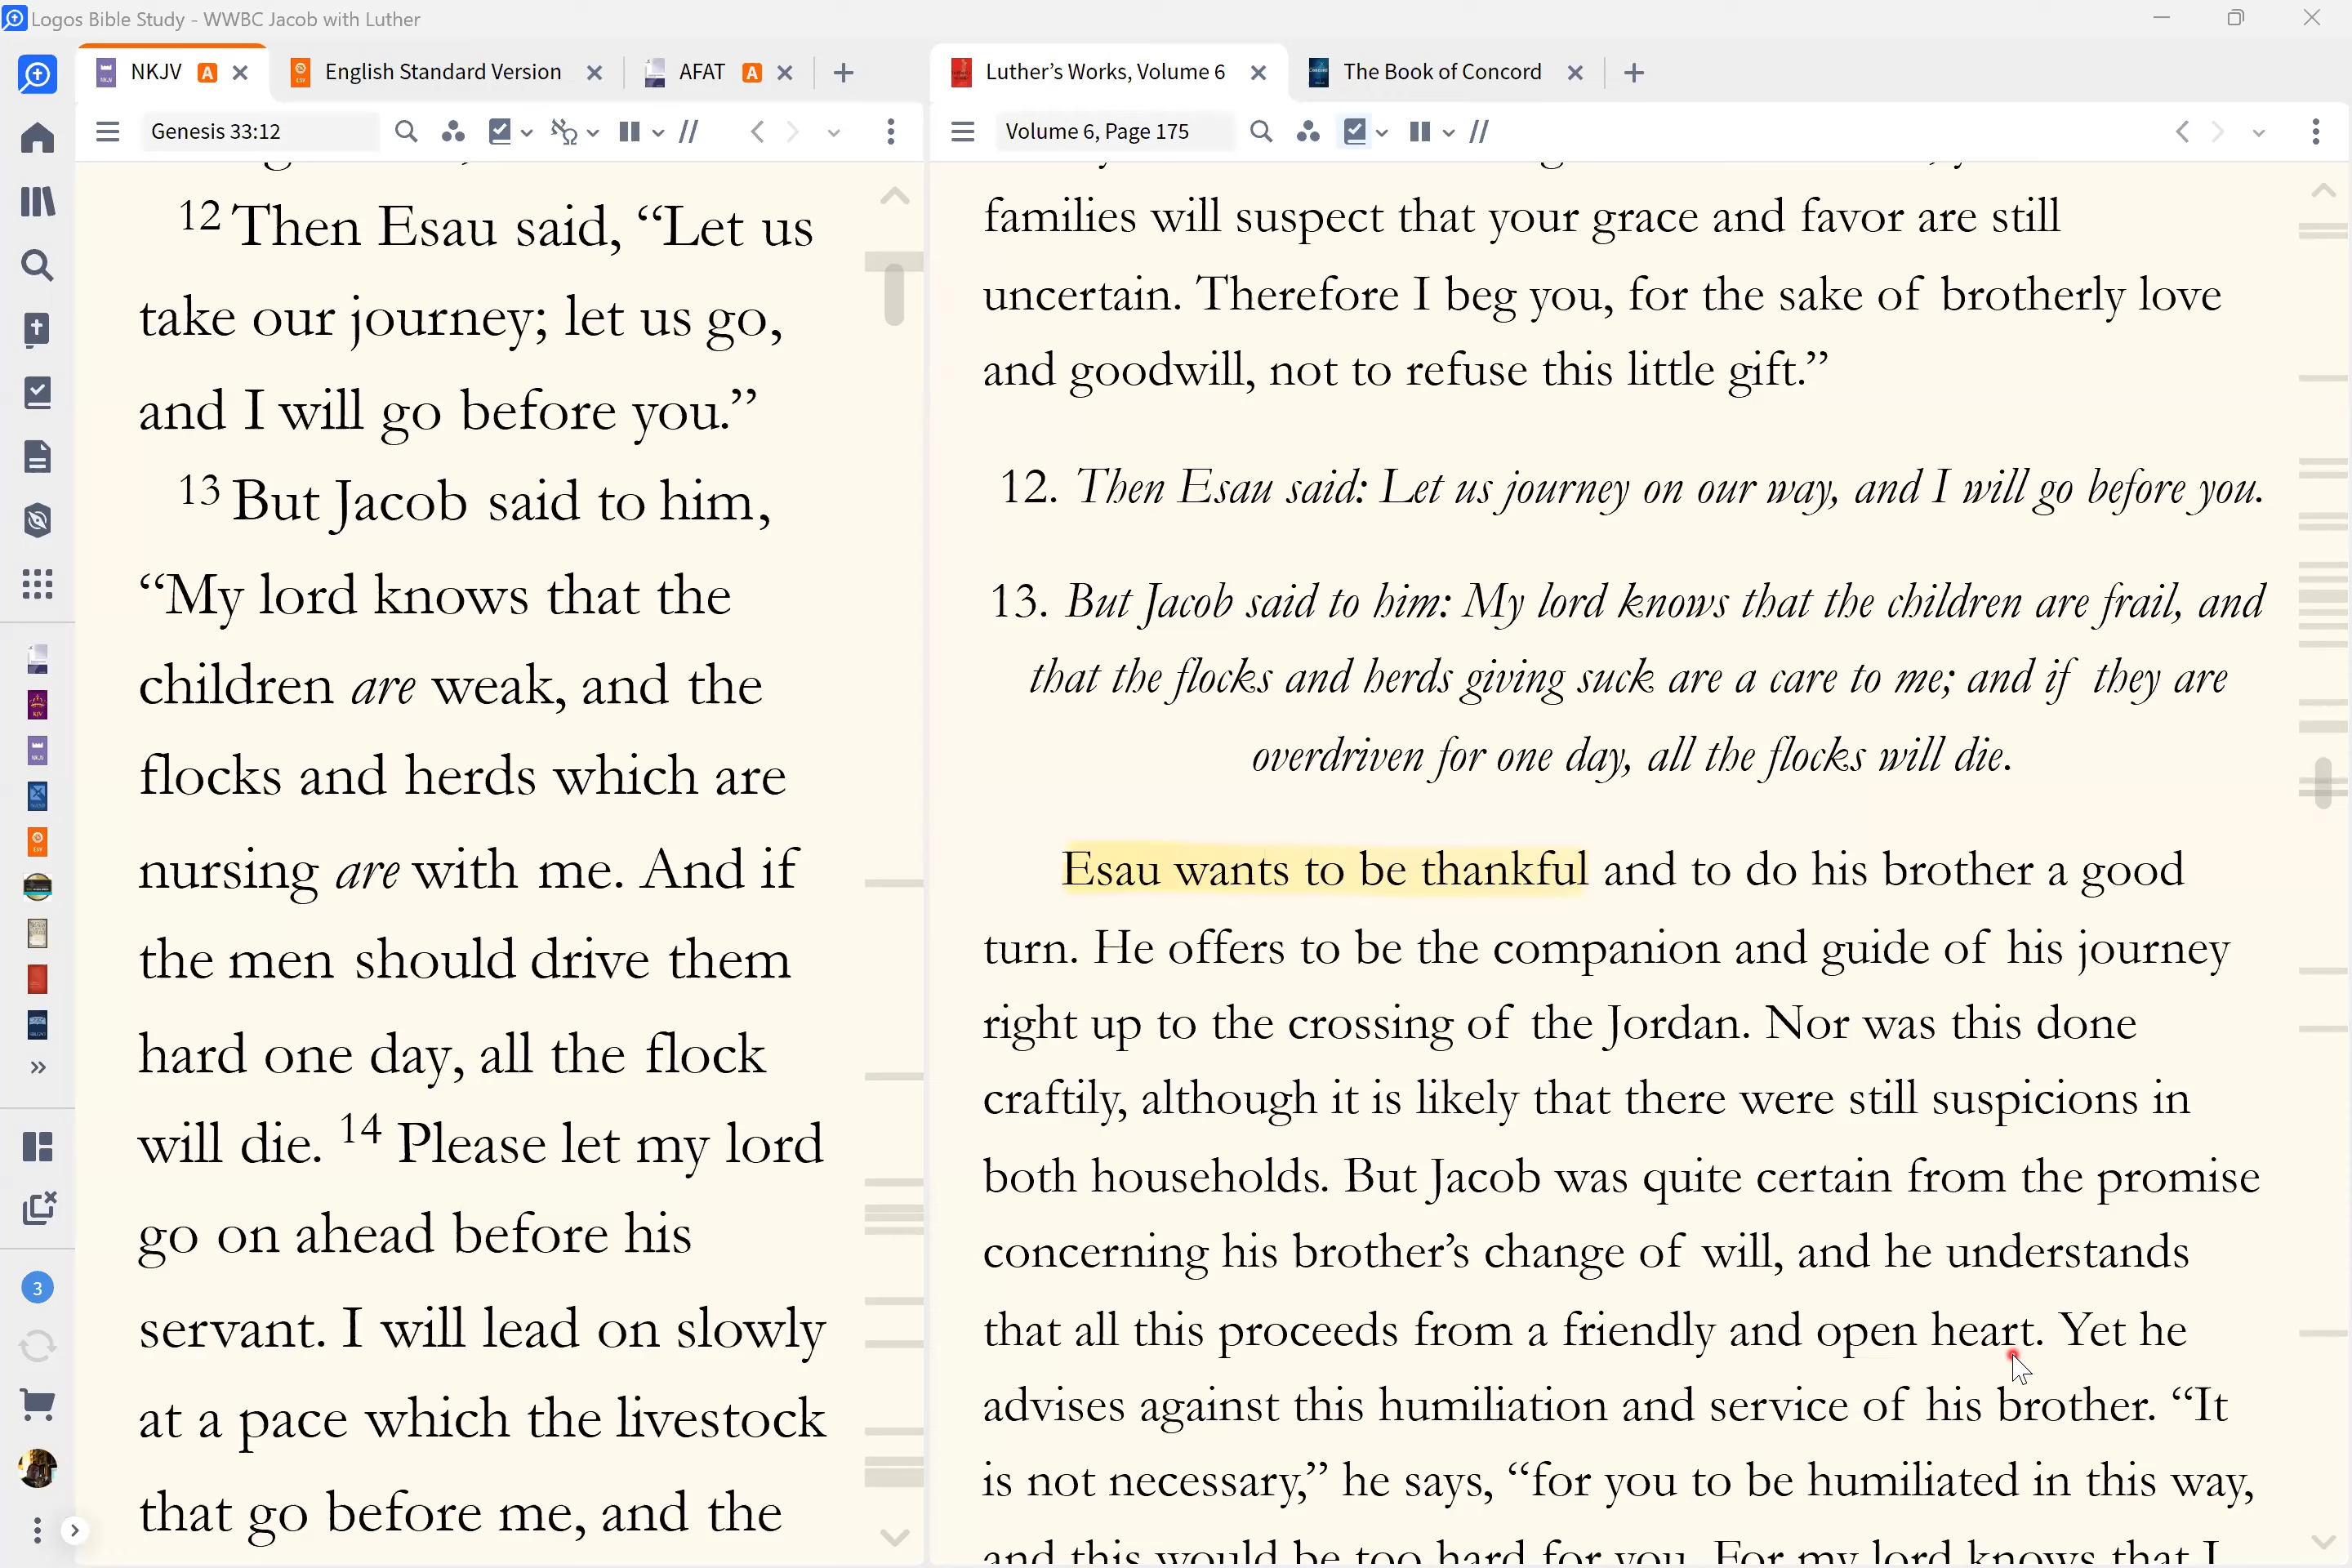 Logos Bible Study - WWBC Jacob with Luther
NKJV A
English Standard Version
AFAT A
Luther's Works, Volume 6
The Book of Concord
Genesis 33:12
Volume 6, Page 175
12 Then Esau said, “Let us
take our journey; let us go,
and I will go before you.”
13 But Jacob said to him,
“My lord knows that the
children are weak, and the
flocks and herds which are
nursing are with me. And if
the men should drive them
hard one day, all the flock
will die. 14 Please let my lord
go on ahead before his
servant. I will lead on slowly
at a pace which the livestock
that go before me, and the
families will suspect that your grace and favor are still
uncertain. Therefore I beg you, for the sake of brotherly love
and goodwill, not to refuse this little gift.”
12. Then Esau said: Let us journey on our way, and I will go before you.
13. But Jacob said to him: My lord knows that the children are frail, and
that the flocks and herds giving suck are a care to me; and if they are
overdriven for one day, all the flocks will die.
Esau wants to be thankful and to do his brother a good
turn. He offers to be the companion and guide of his journey
right up to the crossing of the Jordan. Nor was this done
craftily, although it is likely that there were still suspicions in
both households. But Jacob was quite certain from the promise
concerning his brother’s change of will, and he understands
that all this proceeds from a friendly and open heart. Yet he
advises against this humiliation and service of his brother. “It
is not necessary,” he says, “for you to be humiliated in this way,
and this would be too hard for you. For my lord knows that I
3